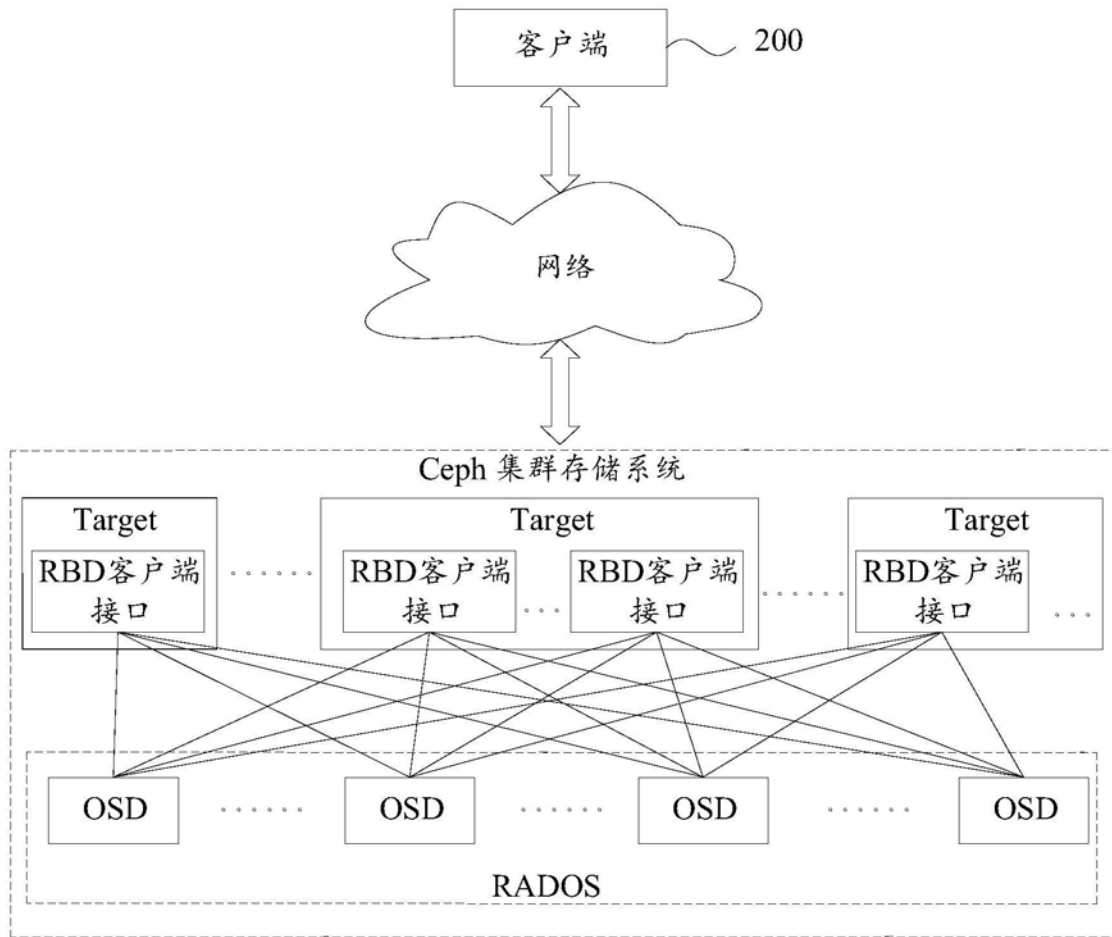 客户端
200
网络
Ceph 集群存储系统
Target
Target
Target
RBD客户端
接口
RBD客户端
接口
RBD客户端
接口
RBD客户端
接口
OSD
OSD
OSD
OSD
RADOS